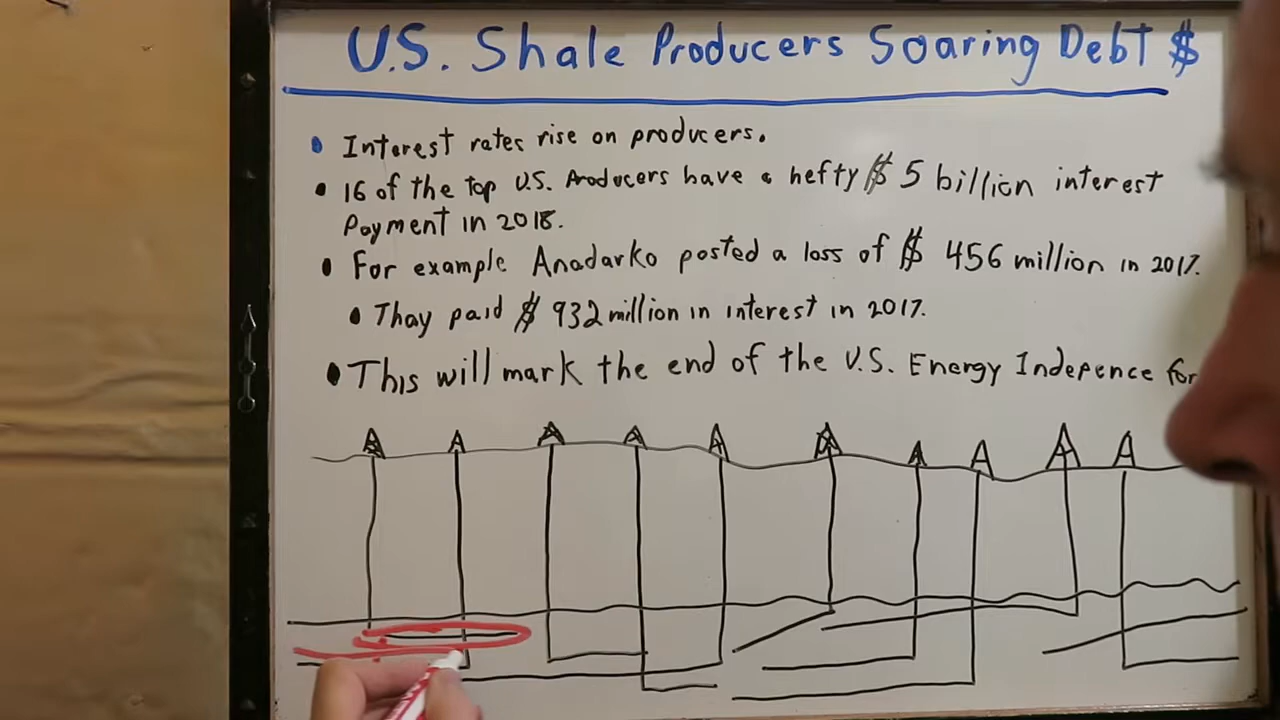 U.S. Shale Producers Soaring Debt $
• Interest rates rise on producers.
• 16 of the top U.S. Producers have a hefty $ 5 billion interest
Payment in 2018.
• For example Anadarko posted a loss of $ 456 million in 2017.
• Thay paid $ 932 million in interest in 2017.
• This will mark the end of the U.S. Energy Indepence for